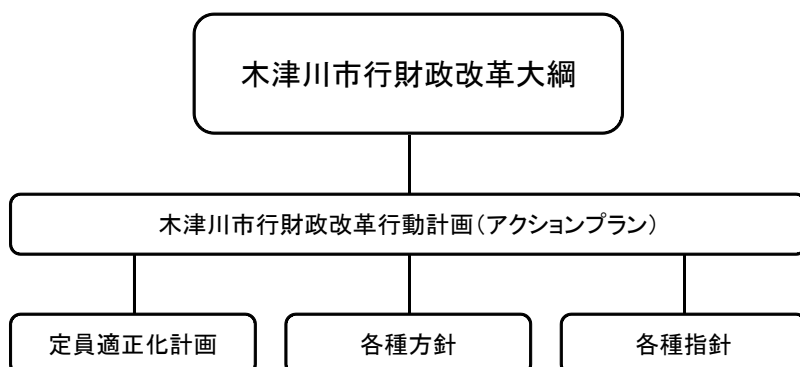 木津川市行財政改革大綱
木津川市行財政改革行動計画(アクションプラン)
定員適正化計画
各種方針
各種指針